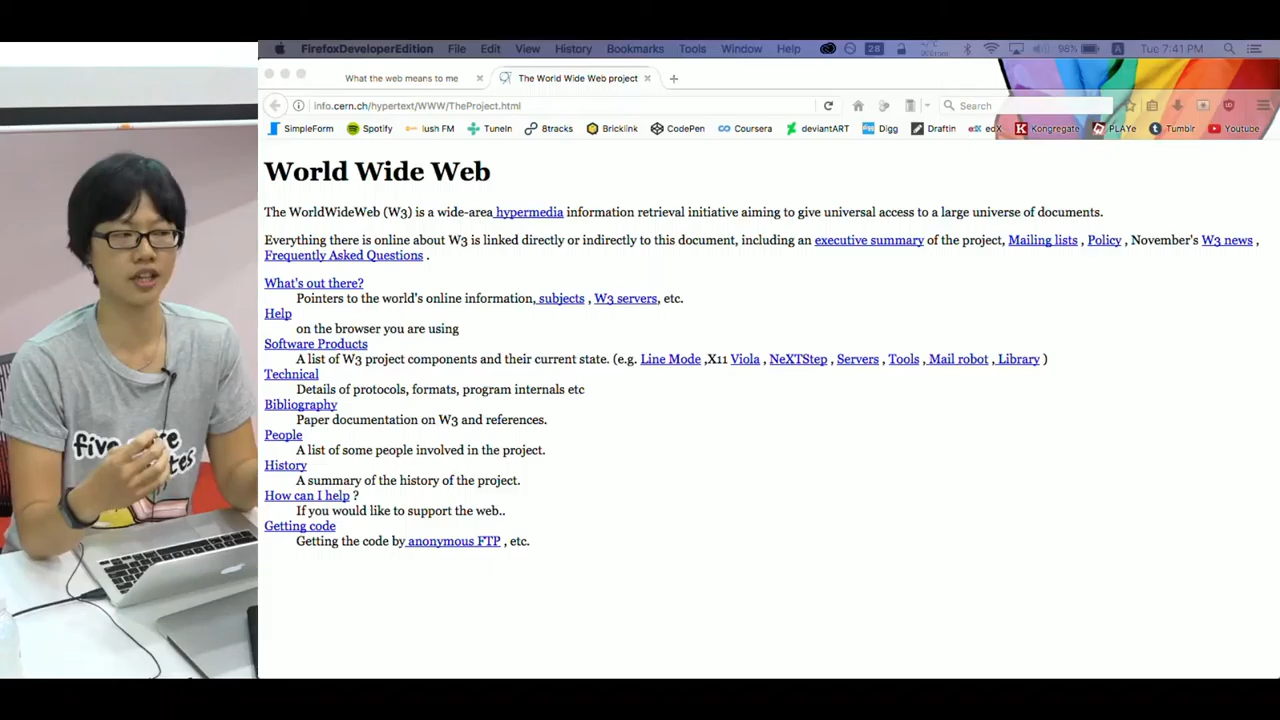 FirefoxDeveloperEdition File Edit View History Bookmarks Tools Window Help 28 98% A Tue 7:41 PM
What the web means to me
The World Wide Web project
info.cern.ch/hypertext/WWW/TheProject.html
Search
SimpleForm Spotify lush FM TuneIn 8tracks Bricklink CodePen Coursera deviantART Digg Draftin edX Kongregate PLAYe Tumblr Youtube
World Wide Web
The WorldWideWeb (W3) is a wide-area hypermedia information retrieval initiative aiming to give universal access to a large universe of documents.
Everything there is online about W3 is linked directly or indirectly to this document, including an executive summary of the project, Mailing lists , Policy , November's W3 news ,
Frequently Asked Questions .
What's out there?
Pointers to the world's online information, subjects , W3 servers, etc.
Help
on the browser you are using
Software Products
A list of W3 project components and their current state. (e.g. Line Mode ,X11 Viola , NeXTStep , Servers , Tools , Mail robot , Library )
Technical
Details of protocols, formats, program internals etc
Bibliography
Paper documentation on W3 and references.
People
A list of some people involved in the project.
History
A summary of the history of the project.
How can I help ?
If you would like to support the web..
Getting code
Getting the code by anonymous FTP , etc.
five